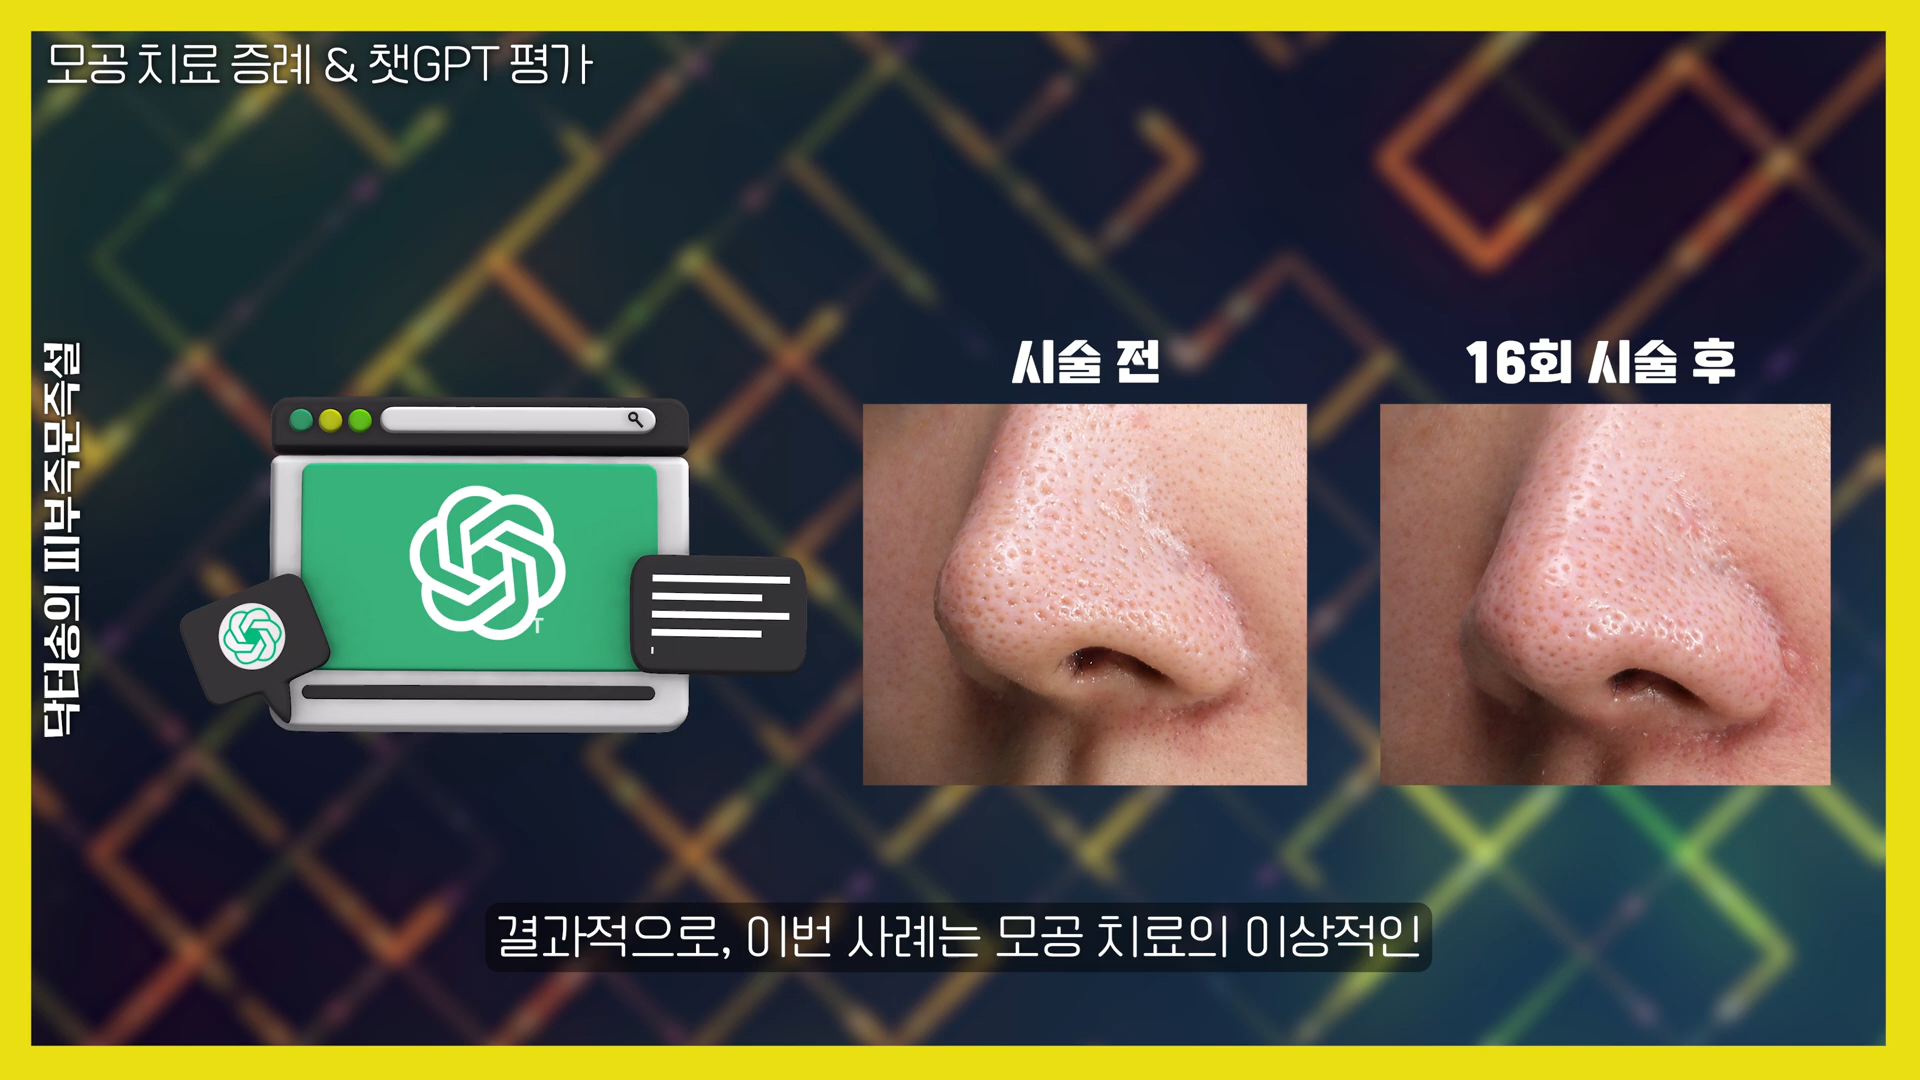 모공 치료 증례 & 챗GPT 평가
닥터송의 피부즉문즉설
시술 전
16회 시술 후
T
결과적으로, 이번 사례는 모공 치료의 이상적인